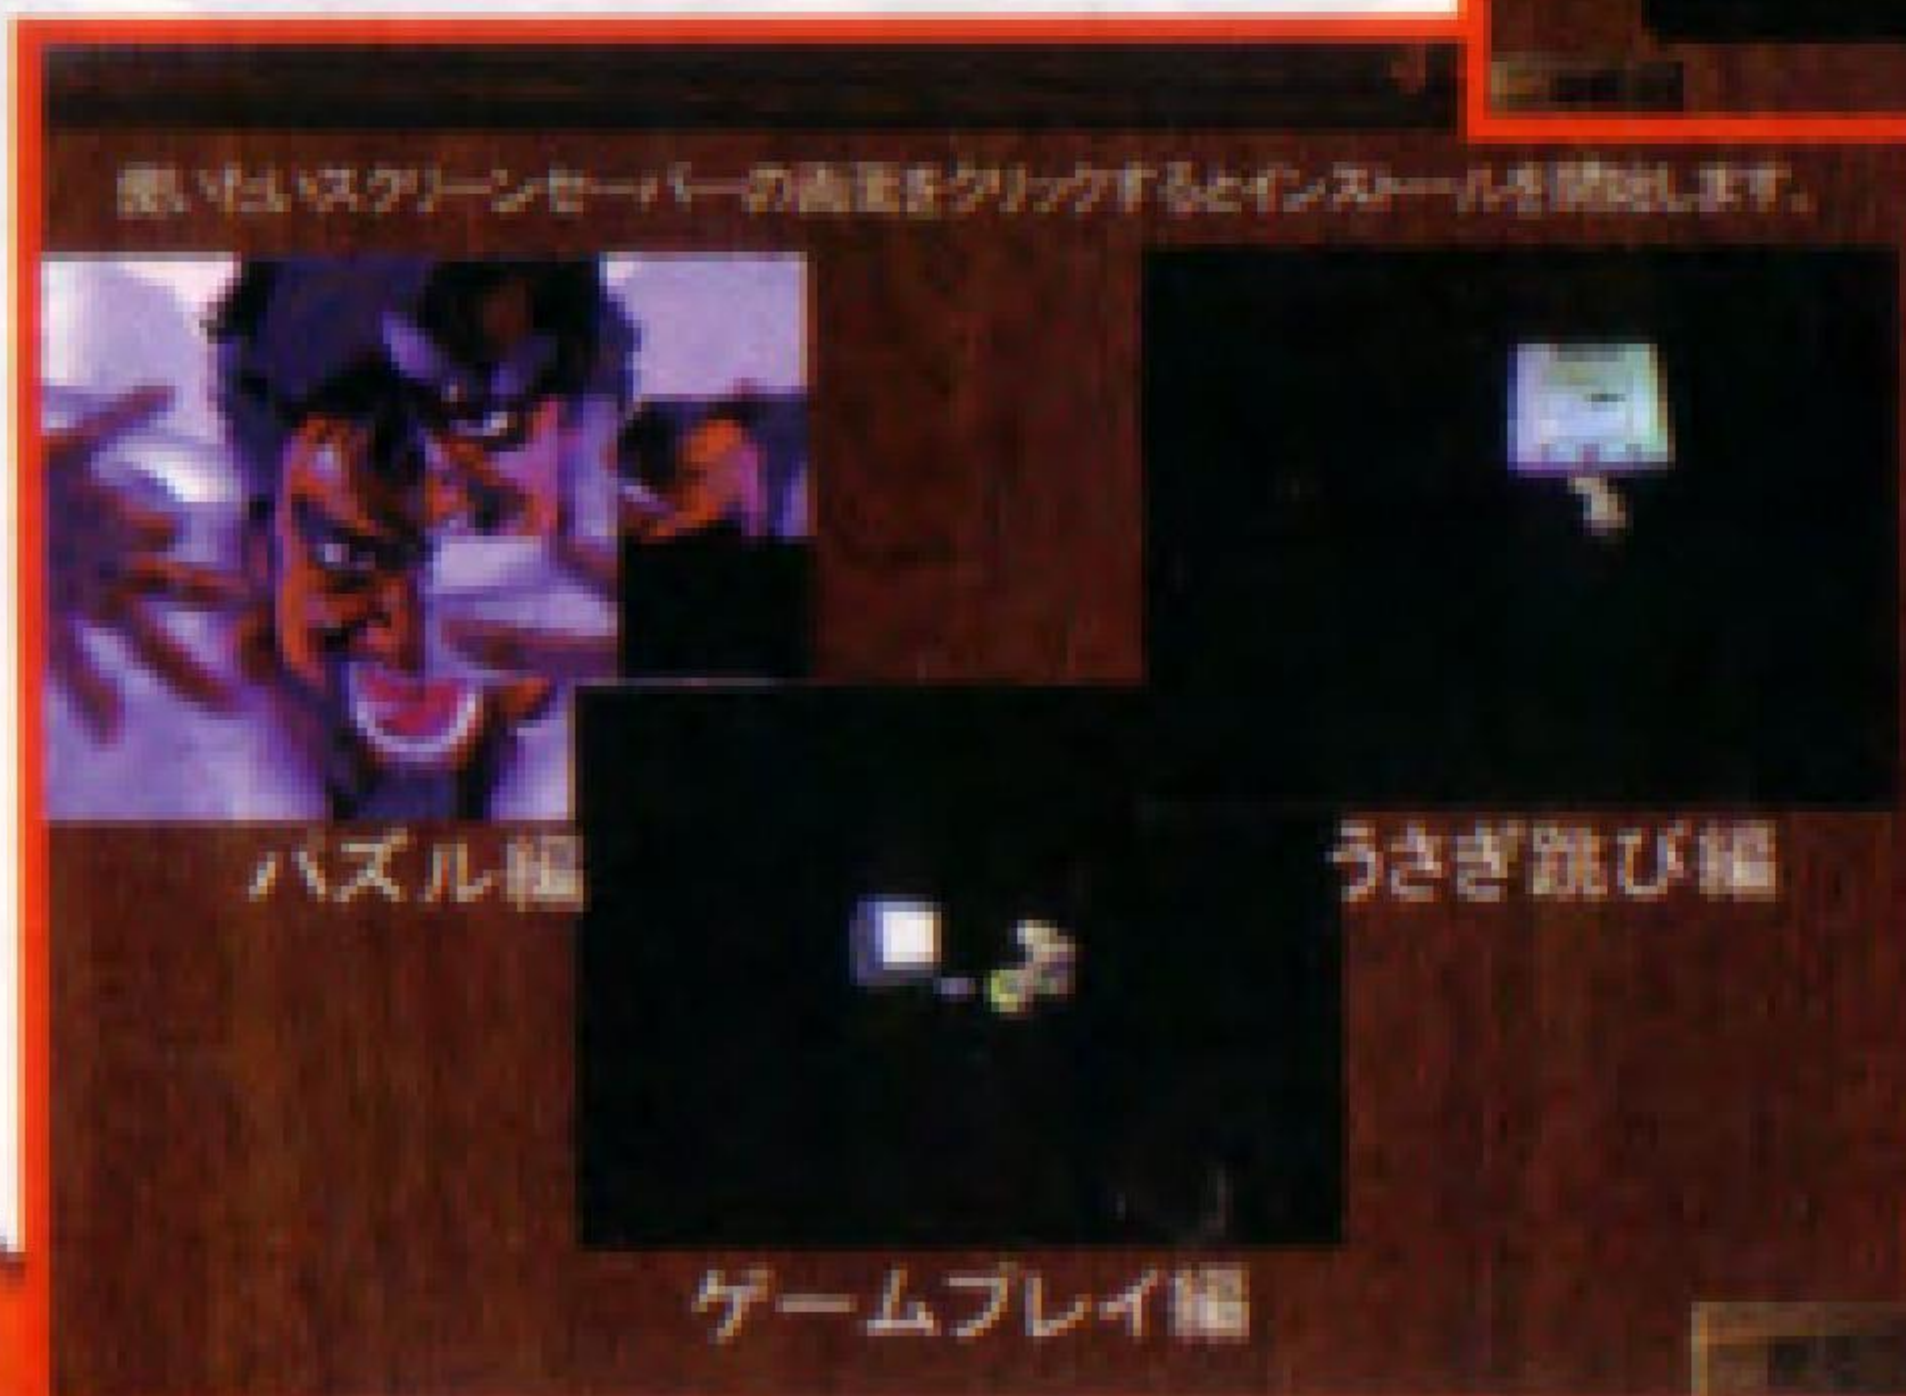 使いたいスクリーンセーバーの画面をクリックするとインストールを開始します。
パズル編
うさぎ跳び編
ゲームプレイ編